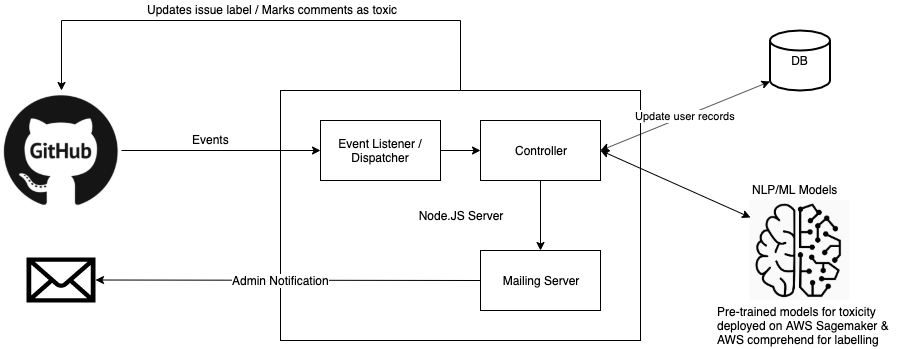 Updates issue label / Marks comments as toxic
DB
Update user records
GitHub
Events
Event Listener /
Dispatcher
Controller
NLP/ML Models
Node.JS Server
Admin Notification
Mailing Server
Pre-trained models for toxicity
deployed on AWS Sagemaker &
AWS comprehend for labelling